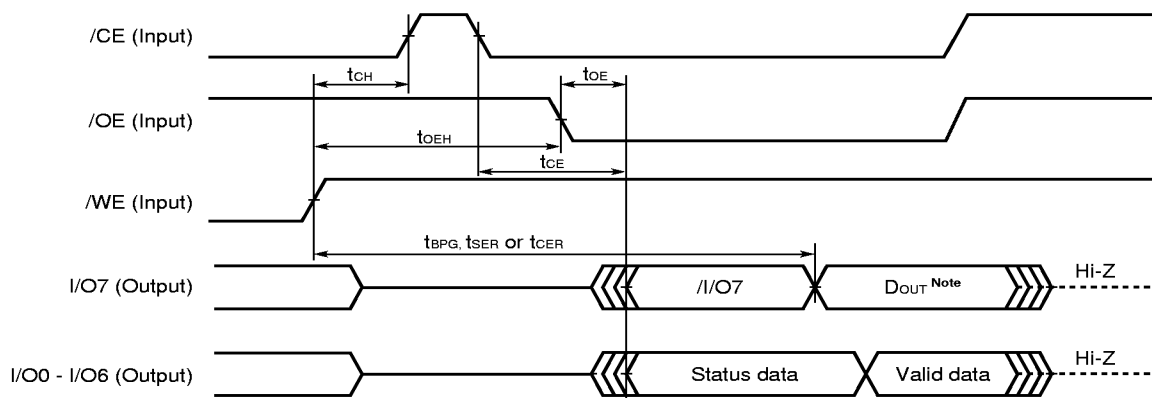 /CE (Input)
tCH
tOE
/OE (Input)
tOEH
tCE
/WE (Input)
tBPG, tSER or tCER
I/O7 (Output)
/I/O7
DOUT Note
Hi-Z
I/O0 - I/O6 (Output)
Status data
Valid data
Hi-Z